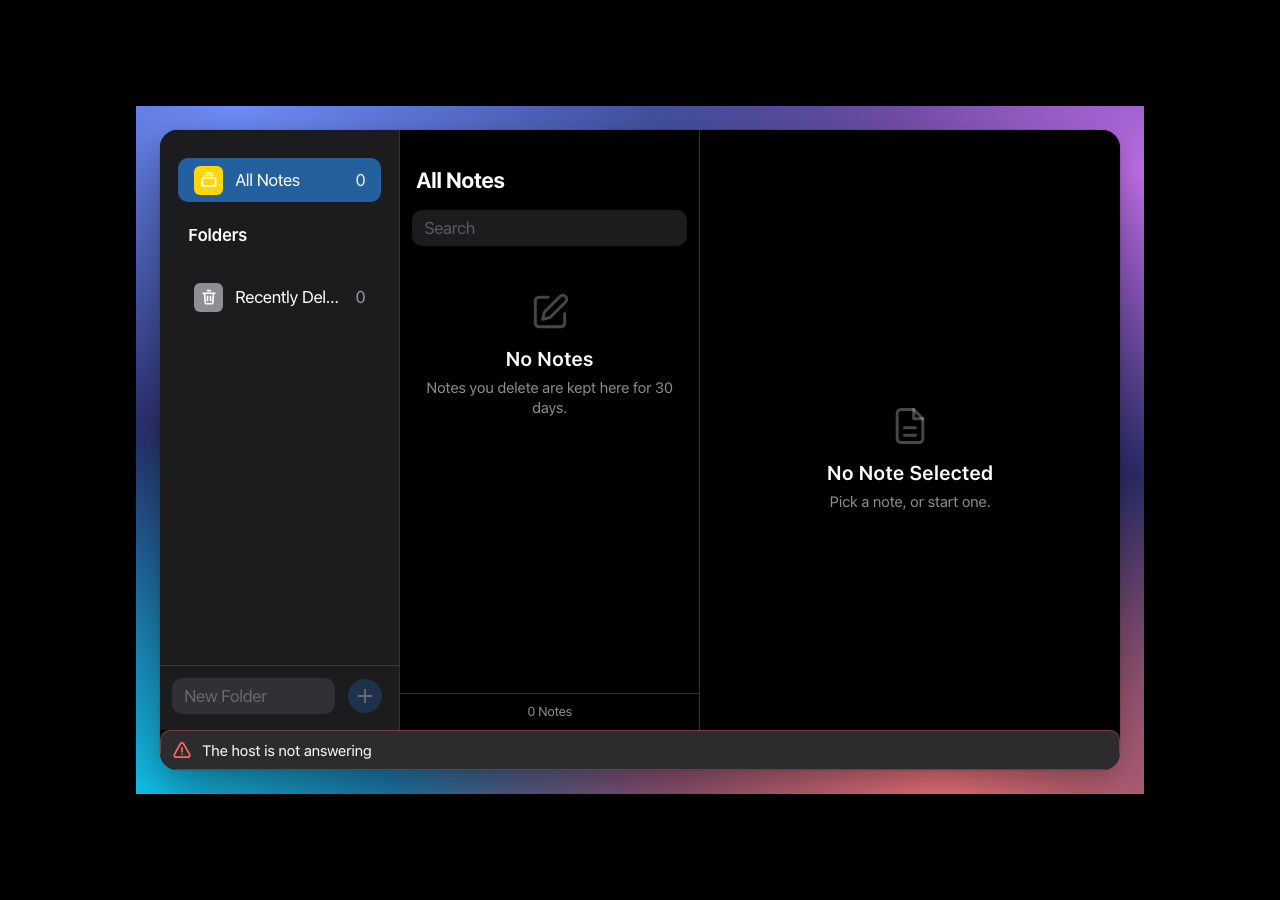 All Notes 0
Folders
Recently Del... 0
New Folder
All Notes
Search
No Notes
Notes you delete are kept here for 30
days.
0 Notes
No Note Selected
Pick a note, or start one.
The host is not answering